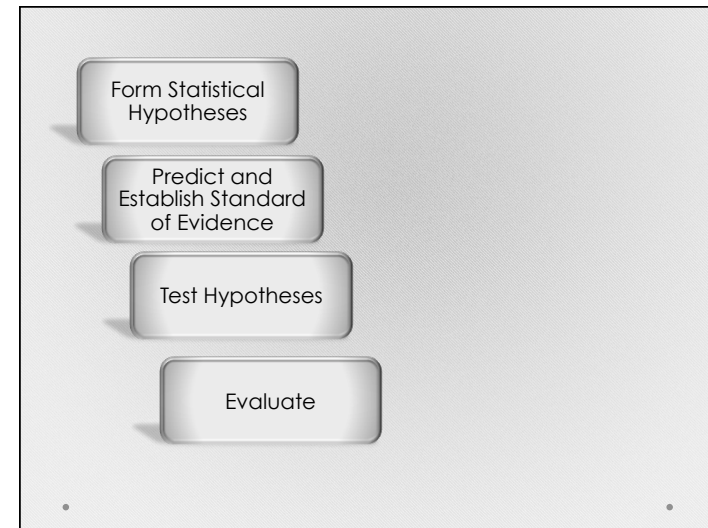 Form Statistical
Hypotheses
Predict and
Establish Standard
of Evidence
Test Hypotheses
Evaluate